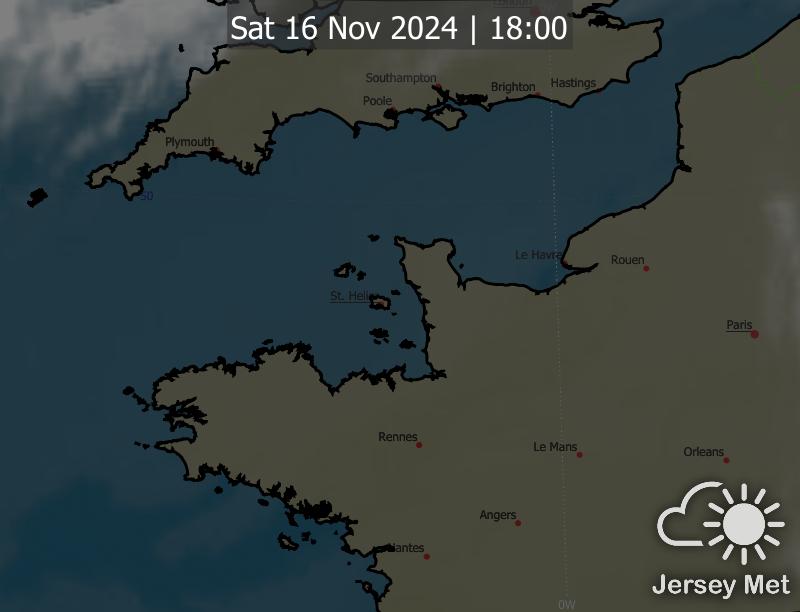 London
Sat 16 Nov 2024 | 18:00
Southampton
Brighton
Hastings
Poole
Plymouth
50
Le Havre
Rouen
St. Helier
Paris
Rennes
Le Mans
Orleans
Angers
Nantes
Jersey Met
0W